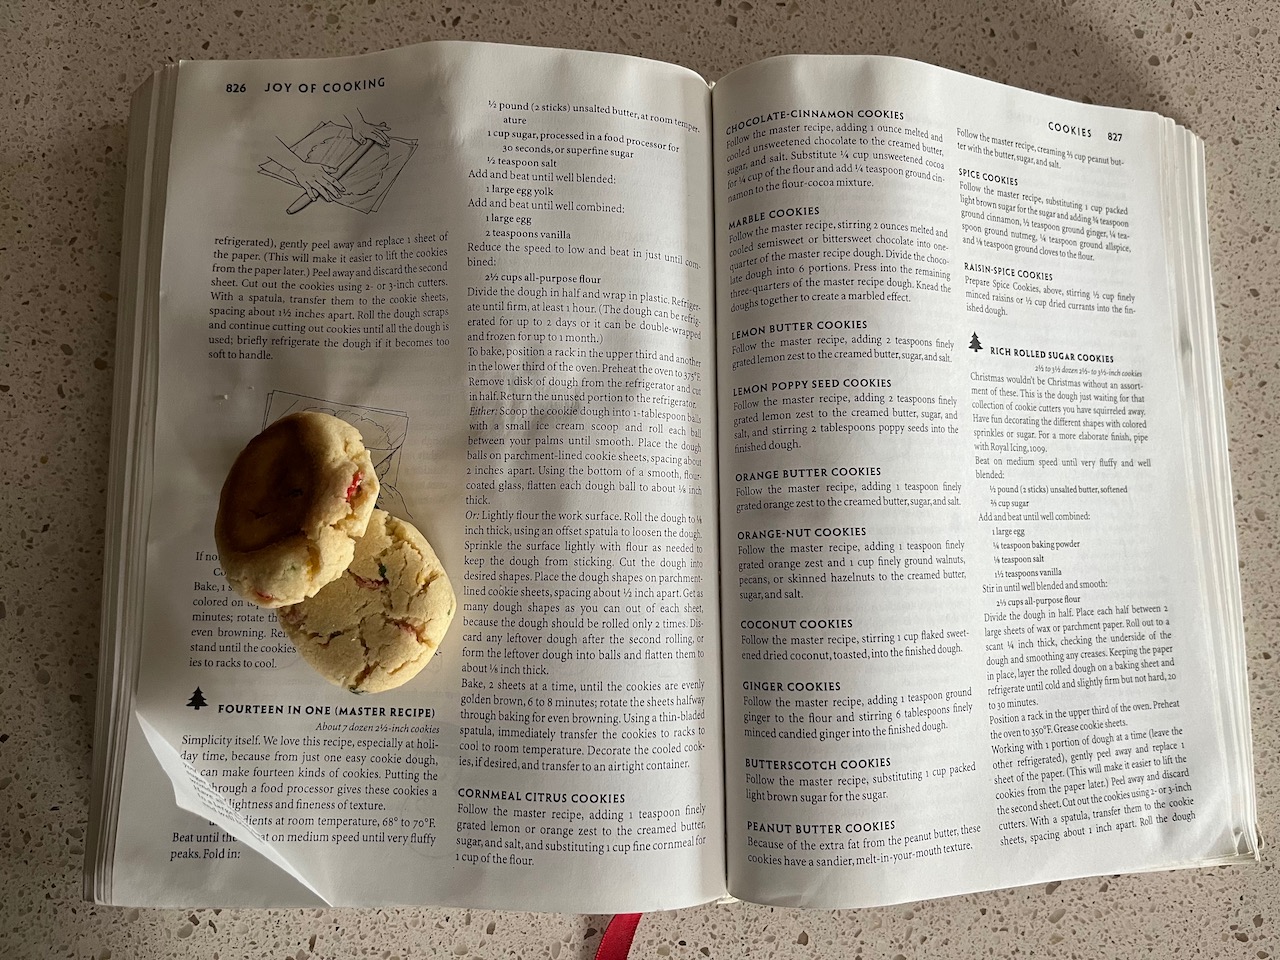 826 JOY OF COOKING
refrigerated), gently peel away and replace 1 sheet of
the paper. (This will make it easier to lift the cookies
from the paper later.) Peel away and discard the second
sheet. Cut out the cookies using 2- or 3-inch cutters.
With a spatula, transfer them to the cookie sheets,
spacing about 1½ inches apart. Roll the dough scraps
and continue cutting out cookies until all the dough is
used; briefly refrigerate the dough if it becomes too
soft to handle.
If no
Co
Bake, 1 s
colored on top
minutes; rotate th
even browning. Rem
stand until the cookies
ies to racks to cool.
FOURTEEN IN ONE (MASTER RECIPE)
About 7 dozen 2½-inch cookies
Simplicity itself. We love this recipe, especially at holi-
day time, because from just one easy cookie dough,
can make fourteen kinds of cookies. Putting the
through a food processor gives these cookies a
lightness and fineness of texture.
dients at room temperature, 68° to 70°F.
Beat until the at on medium speed until very fluffy
peaks. Fold in:
½ pound (2 sticks) unsalted butter, at room temper-
ature
1 cup sugar, processed in a food processor for
30 seconds, or superfine sugar
½ teaspoon salt
Add and beat until well blended:
1 large egg yolk
Add and beat until well combined:
1 large egg
2 teaspoons vanilla
Reduce the speed to low and beat in just until com-
bined:
2½ cups all-purpose flour
Divide the dough in half and wrap in plastic. Refriger-
ate until firm, at least 1 hour. (The dough can be refrig-
erated for up to 2 days or it can be double-wrapped
and frozen for up to 1 month.)
To bake, position a rack in the upper third and another
in the lower third of the oven. Preheat the oven to 375°F.
Remove 1 disk of dough from the refrigerator and cut
in half. Return the unused portion to the refrigerator.
Either: Scoop the cookie dough into 1-tablespoon balls
with a small ice cream scoop and roll each ball
between your palms until smooth. Place the dough
balls on parchment-lined cookie sheets, spacing about
2 inches apart. Using the bottom of a smooth, flour-
coated glass, flatten each dough ball to about ⅛ inch
thick.
Or: Lightly flour the work surface. Roll the dough to ⅛
inch thick, using an offset spatula to loosen the dough.
Sprinkle the surface lightly with flour as needed to
keep the dough from sticking. Cut the dough into
desired shapes. Place the dough shapes on parchment-
lined cookie sheets, spacing about ½ inch apart. Get as
many dough shapes as you can out of each sheet,
because the dough should be rolled only 2 times. Dis-
card any leftover dough after the second rolling, or
form the leftover dough into balls and flatten them to
about ⅛ inch thick.
Bake, 2 sheets at a time, until the cookies are evenly
golden brown, 6 to 8 minutes; rotate the sheets halfway
through baking for even browning. Using a thin-bladed
spatula, immediately transfer the cookies to racks to
cool to room temperature. Decorate the cooled cook-
ies, if desired, and transfer to an airtight container.
CORNMEAL CITRUS COOKIES
Follow the master recipe, adding 1 teaspoon finely
grated lemon or orange zest to the creamed butter,
sugar, and salt, and substituting 1 cup fine cornmeal for
1 cup of the flour.
COOKIES 827
CHOCOLATE-CINNAMON COOKIES
Follow the master recipe, adding 1 ounce melted and
cooled unsweetened chocolate to the creamed butter,
sugar, and salt. Substitute ¼ cup unsweetened cocoa
for ¼ cup of the flour and add ¼ teaspoon ground cin-
namon to the flour-cocoa mixture.
MARBLE COOKIES
Follow the master recipe, stirring 2 ounces melted and
cooled semisweet or bittersweet chocolate into one-
quarter of the master recipe dough. Divide the choco-
late dough into 6 portions. Press into the remaining
three-quarters of the master recipe dough. Knead the
doughs together to create a marbled effect.
LEMON BUTTER COOKIES
Follow the master recipe, adding 2 teaspoons finely
grated lemon zest to the creamed butter, sugar, and salt.
LEMON POPPY SEED COOKIES
Follow the master recipe, adding 2 teaspoons finely
grated lemon zest to the creamed butter, sugar, and
salt, and stirring 2 tablespoons poppy seeds into the
finished dough.
ORANGE BUTTER COOKIES
Follow the master recipe, adding 1 teaspoon finely
grated orange zest to the creamed butter, sugar, and salt.
ORANGE-NUT COOKIES
Follow the master recipe, adding 1 teaspoon finely
grated orange zest and 1 cup finely ground walnuts,
pecans, or skinned hazelnuts to the creamed butter,
sugar, and salt.
COCONUT COOKIES
Follow the master recipe, stirring 1 cup flaked sweet-
ened dried coconut, toasted, into the finished dough.
GINGER COOKIES
Follow the master recipe, adding 1 teaspoon ground
ginger to the flour and stirring 6 tablespoons finely
minced candied ginger into the finished dough.
BUTTERSCOTCH COOKIES
Follow the master recipe, substituting 1 cup packed
light brown sugar for the sugar.
PEANUT BUTTER COOKIES
Because of the extra fat from the peanut butter, these
cookies have a sandier, melt-in-your-mouth texture.
Follow the master recipe, creaming ⅔ cup peanut but-
ter with the butter, sugar, and salt.
SPICE COOKIES
Follow the master recipe, substituting 1 cup packed
light brown sugar for the sugar and adding ¾ teaspoon
ground cinnamon, ½ teaspoon ground ginger, ¼ tea-
spoon ground nutmeg, ¼ teaspoon ground allspice,
and ⅛ teaspoon ground cloves to the flour.
RAISIN-SPICE COOKIES
Prepare Spice Cookies, above, stirring ½ cup finely
minced raisins or ½ cup dried currants into the fin-
ished dough.
RICH ROLLED SUGAR COOKIES
2½ to 3½ dozen 2½- to 3½-inch cookies
Christmas wouldn't be Christmas without an assort-
ment of these. This is the dough just waiting for that
collection of cookie cutters you have squirreled away.
Have fun decorating the different shapes with colored
sprinkles or sugar. For a more elaborate finish, pipe
with Royal Icing, 1009.
Beat on medium speed until very fluffy and well
blended:
½ pound (2 sticks) unsalted butter, softened
⅔ cup sugar
Add and beat until well combined:
1 large egg
¼ teaspoon baking powder
⅛ teaspoon salt
1½ teaspoons vanilla
Stir in until well blended and smooth:
2⅓ cups all-purpose flour
Divide the dough in half. Place each half between 2
large sheets of wax or parchment paper. Roll out to a
scant ¼ inch thick, checking the underside of the
dough and smoothing any creases. Keeping the paper
in place, layer the rolled dough on a baking sheet and
refrigerate until cold and slightly firm but not hard, 20
to 30 minutes.
Position a rack in the upper third of the oven. Preheat
the oven to 350°F. Grease cookie sheets.
Working with 1 portion of dough at a time (leave the
other refrigerated), gently peel away and replace 1
sheet of the paper. (This will make it easier to lift the
cookies from the paper later.) Peel away and discard
the second sheet. Cut out the cookies using 2- or 3-inch
cutters. With a spatula, transfer them to the cookie
sheets, spacing about 1 inch apart. Roll the dough